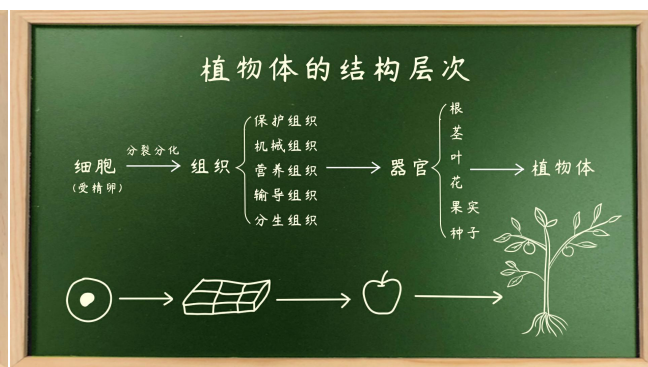 植物体的结构层次
细胞
(受精卵)
分裂分化
组织
保护组织
机械组织
营养组织
输导组织
分生组织
器官
根
茎
叶
花
果实
种子
植物体